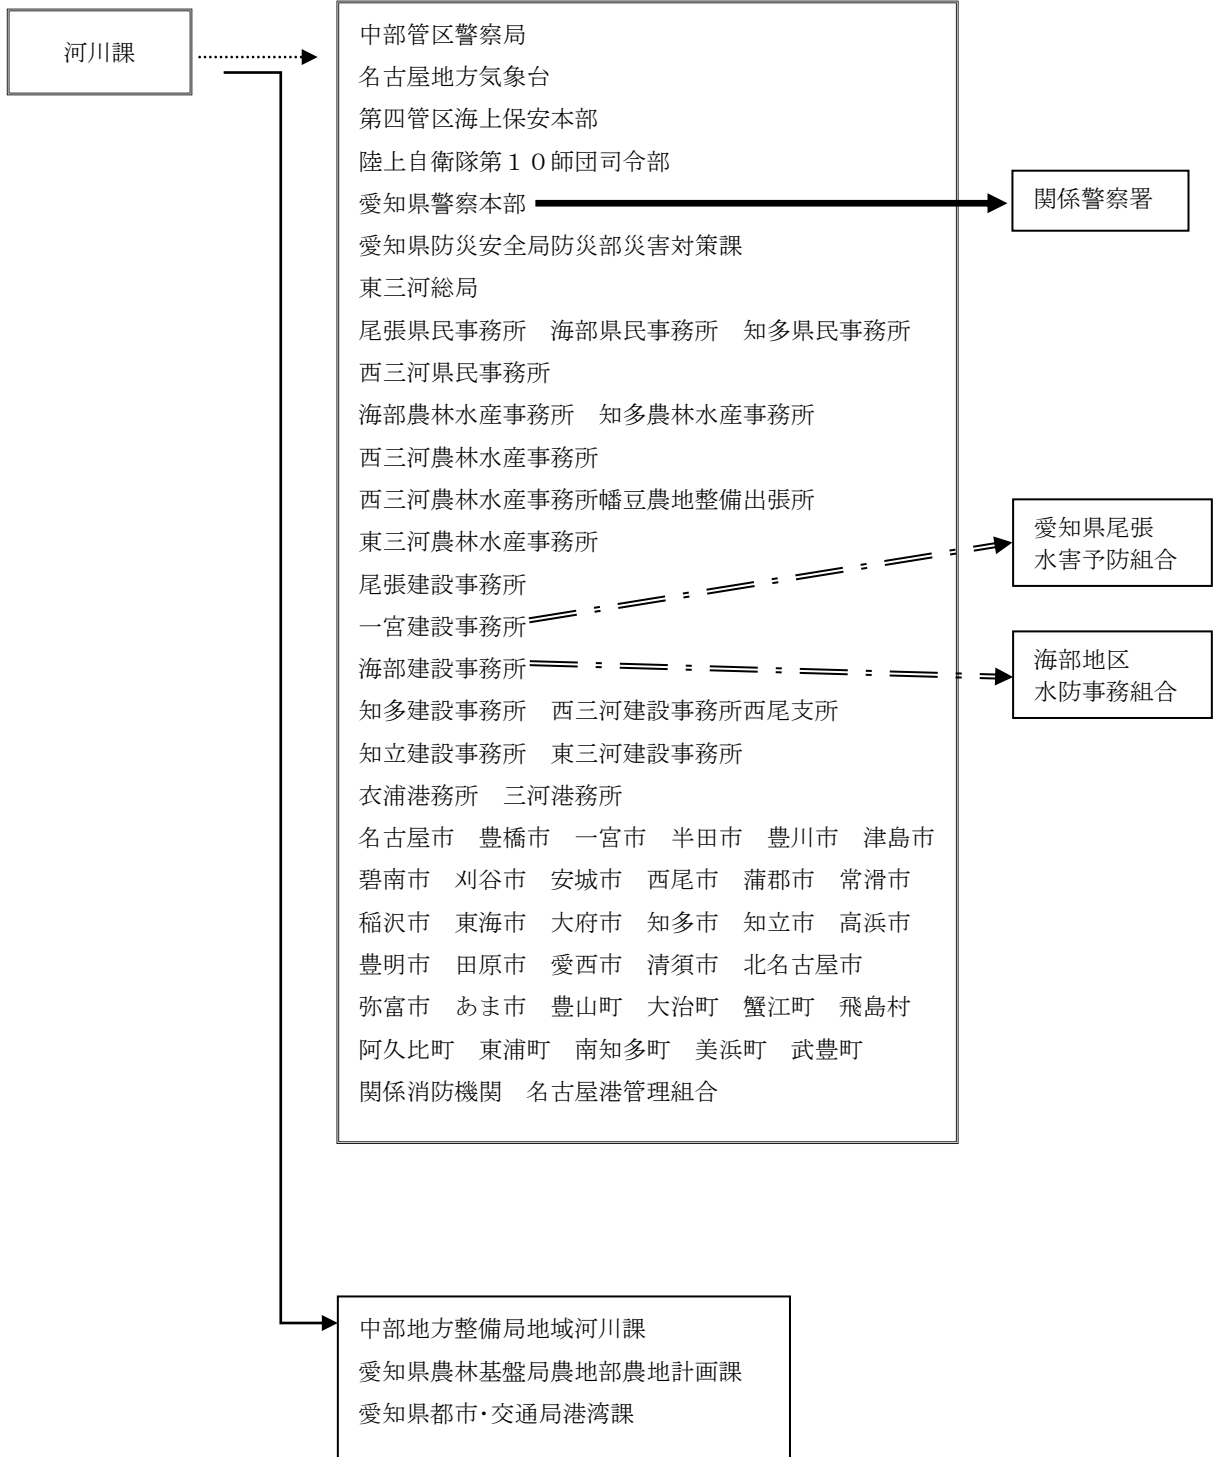 河川課
中部管区警察局
名古屋地方気象台
第四管区海上保安本部
陸上自衛隊第１０師団司令部
愛知県警察本部
関係警察署
愛知県防災安全局防災部災害対策課
東三河総局
尾張県民事務所　海部県民事務所　知多県民事務所
西三河県民事務所
海部農林水産事務所　知多農林水産事務所
西三河農林水産事務所
西三河農林水産事務所幡豆農地整備出張所
東三河農林水産事務所
尾張建設事務所
一宮建設事務所
愛知県尾張
水害予防組合
海部建設事務所
海部地区
水防事務組合
知多建設事務所　西三河建設事務所西尾支所
知立建設事務所　東三河建設事務所
衣浦港務所　三河港務所
名古屋市　豊橋市　一宮市　半田市　豊川市　津島市
碧南市　刈谷市　安城市　西尾市　蒲郡市　常滑市
稲沢市　東海市　大府市　知多市　知立市　高浜市
豊明市　田原市　愛西市　清須市　北名古屋市
弥富市　あま市　豊山町　大治町　蟹江町　飛島村
阿久比町　東浦町　南知多町　美浜町　武豊町
関係消防機関　名古屋港管理組合
中部地方整備局地域河川課
愛知県農林基盤局農地部農地計画課
愛知県都市･交通局港湾課